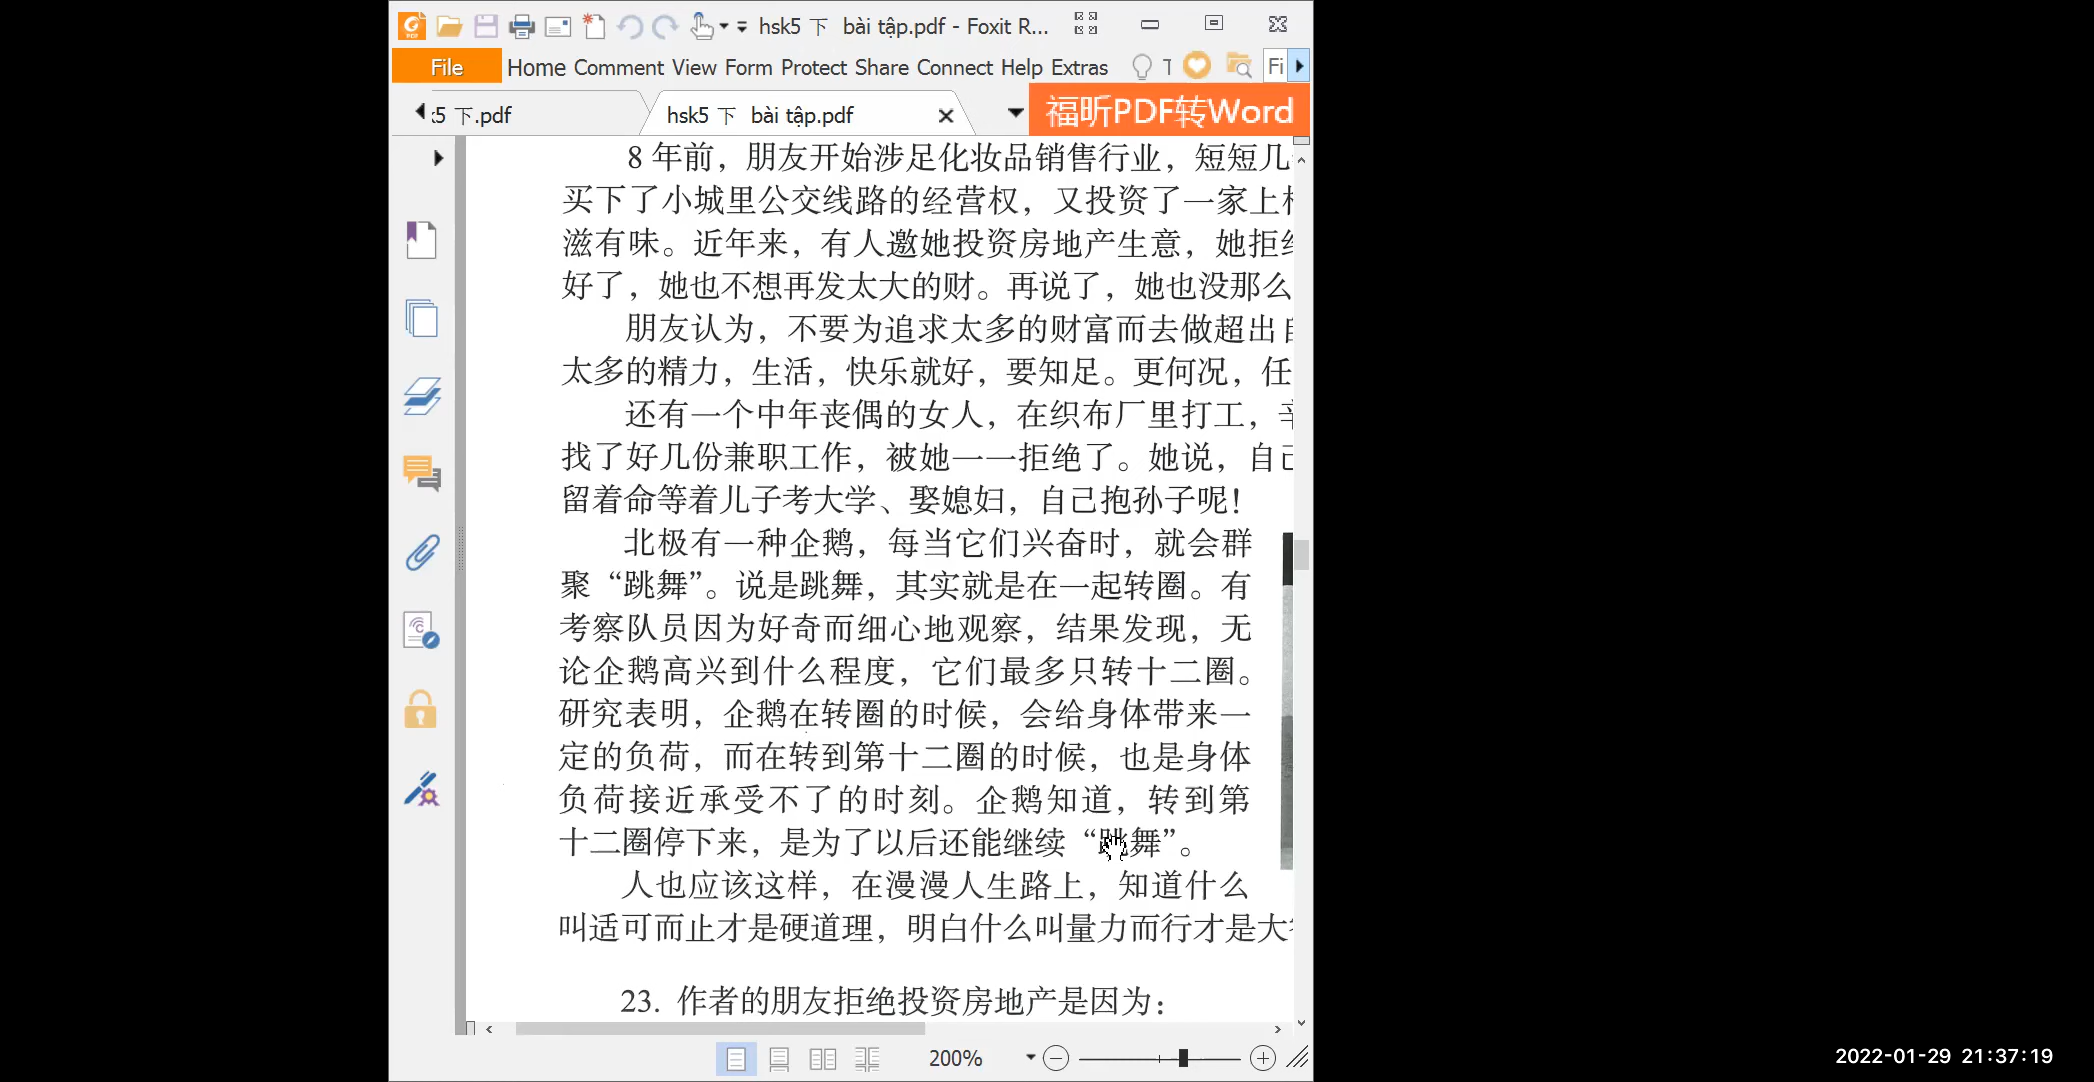 hsk5 下 bài tập.pdf - Foxit R...
File Home Comment View Form Protect Share Connect Help Extras
5 下.pdf
hsk5 下 bài tập.pdf
福昕PDF转Word
8 年前，朋友开始涉足化妆品销售行业，短短几
买下了小城里公交线路的经营权，又投资了一家上
滋有味。近年来，有人邀她投资房地产生意，她拒
好了，她也不想再发太大的财。再说了，她也没那么
朋友认为，不要为追求太多的财富而去做超出
太多的精力，生活，快乐就好，要知足。更何况，任
还有一个中年丧偶的女人，在织布厂里打工，
找了好几份兼职工作，被她一一拒绝了。她说，自己
留着命等着儿子考大学、娶媳妇，自己抱孙子呢！
北极有一种企鹅，每当它们兴奋时，就会群
聚“跳舞”。说是跳舞，其实就是在一起转圈。有
考察队员因为好奇而细心地观察，结果发现，无
论企鹅高兴到什么程度，它们最多只转十二圈。
研究表明，企鹅在转圈的时候，会给身体带来一
定的负荷，而在转到第十二圈的时候，也是身体
负荷接近承受不了的时刻。企鹅知道，转到第
十二圈停下来，是为了以后还能继续“跳舞”。
人也应该这样，在漫漫人生路上，知道什么
叫适可而止才是硬道理，明白什么叫量力而行才是大
23. 作者的朋友拒绝投资房地产是因为：
200%
2022-01-29 21:37:19